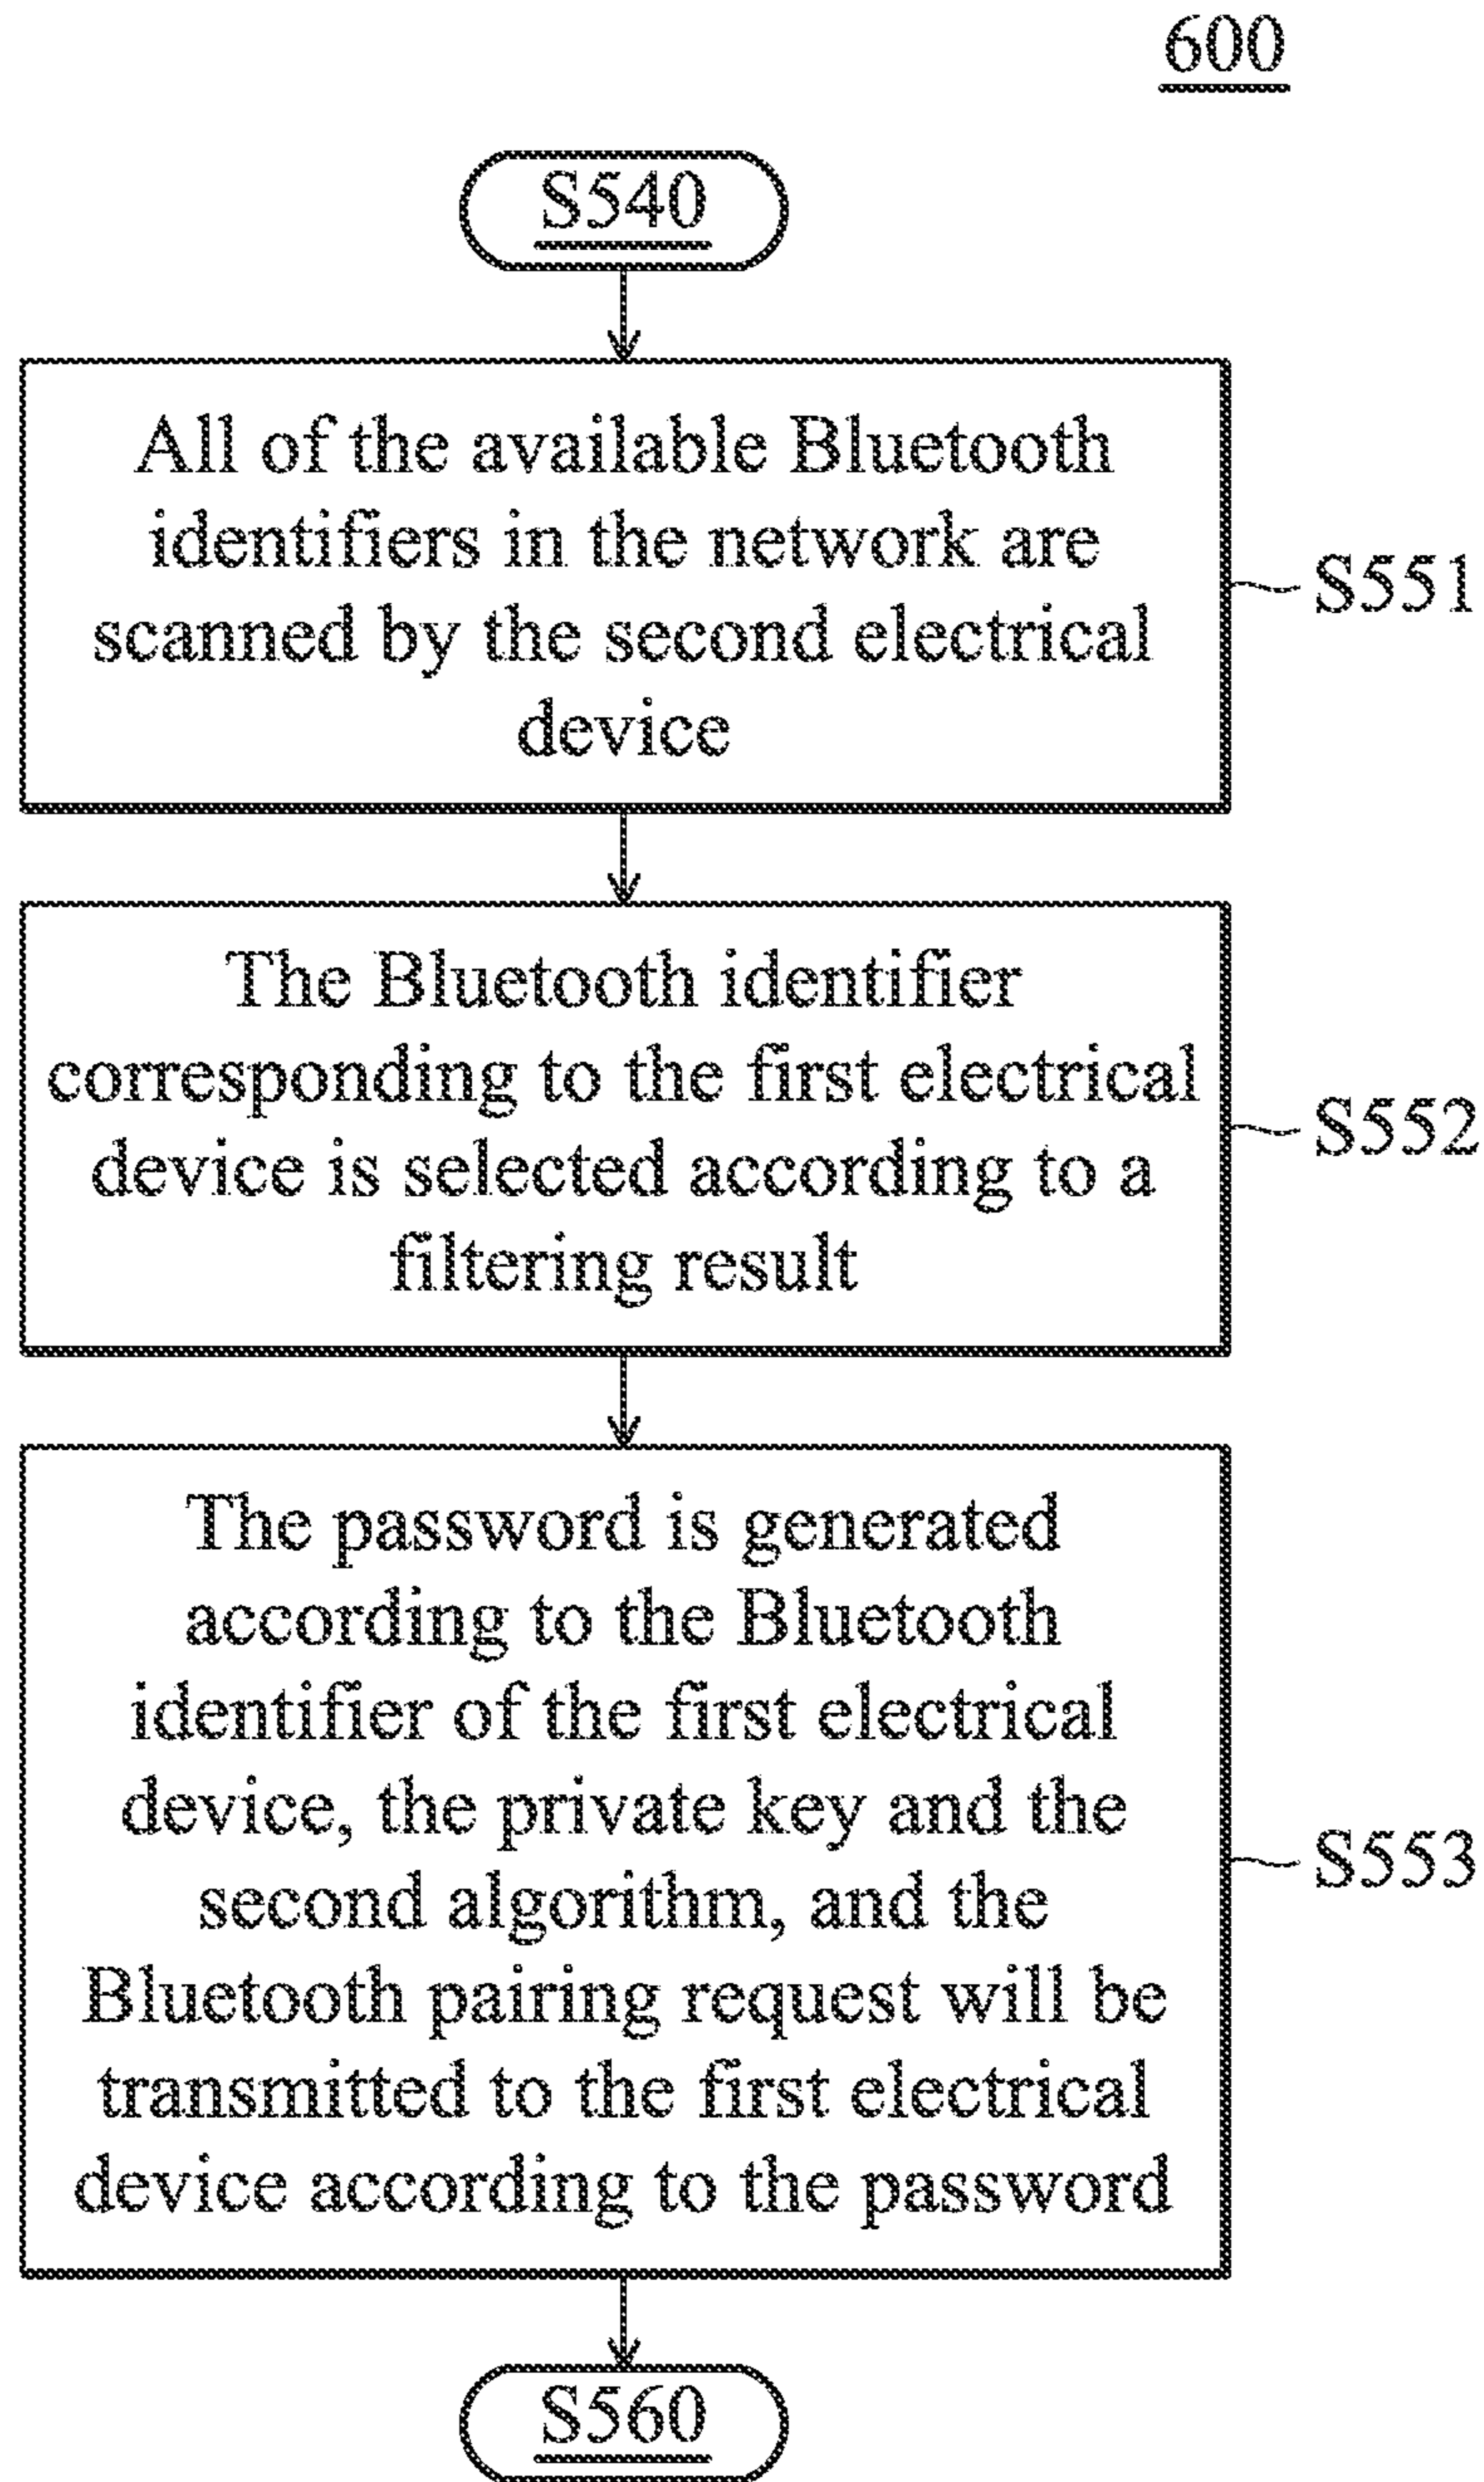 600
S540
All of the available Bluetooth
identifiers in the network are
scanned by the second electrical
device
S551
The Bluetooth identifier
corresponding to the first electrical
device is selected according to a
filtering result
S552
The password is generated
according to the Bluetooth
identifier of the first electrical
device, the private key and the
second algorithm, and the
Bluetooth pairing request will be
transmitted to the first electrical
device according to the password
S553
S560